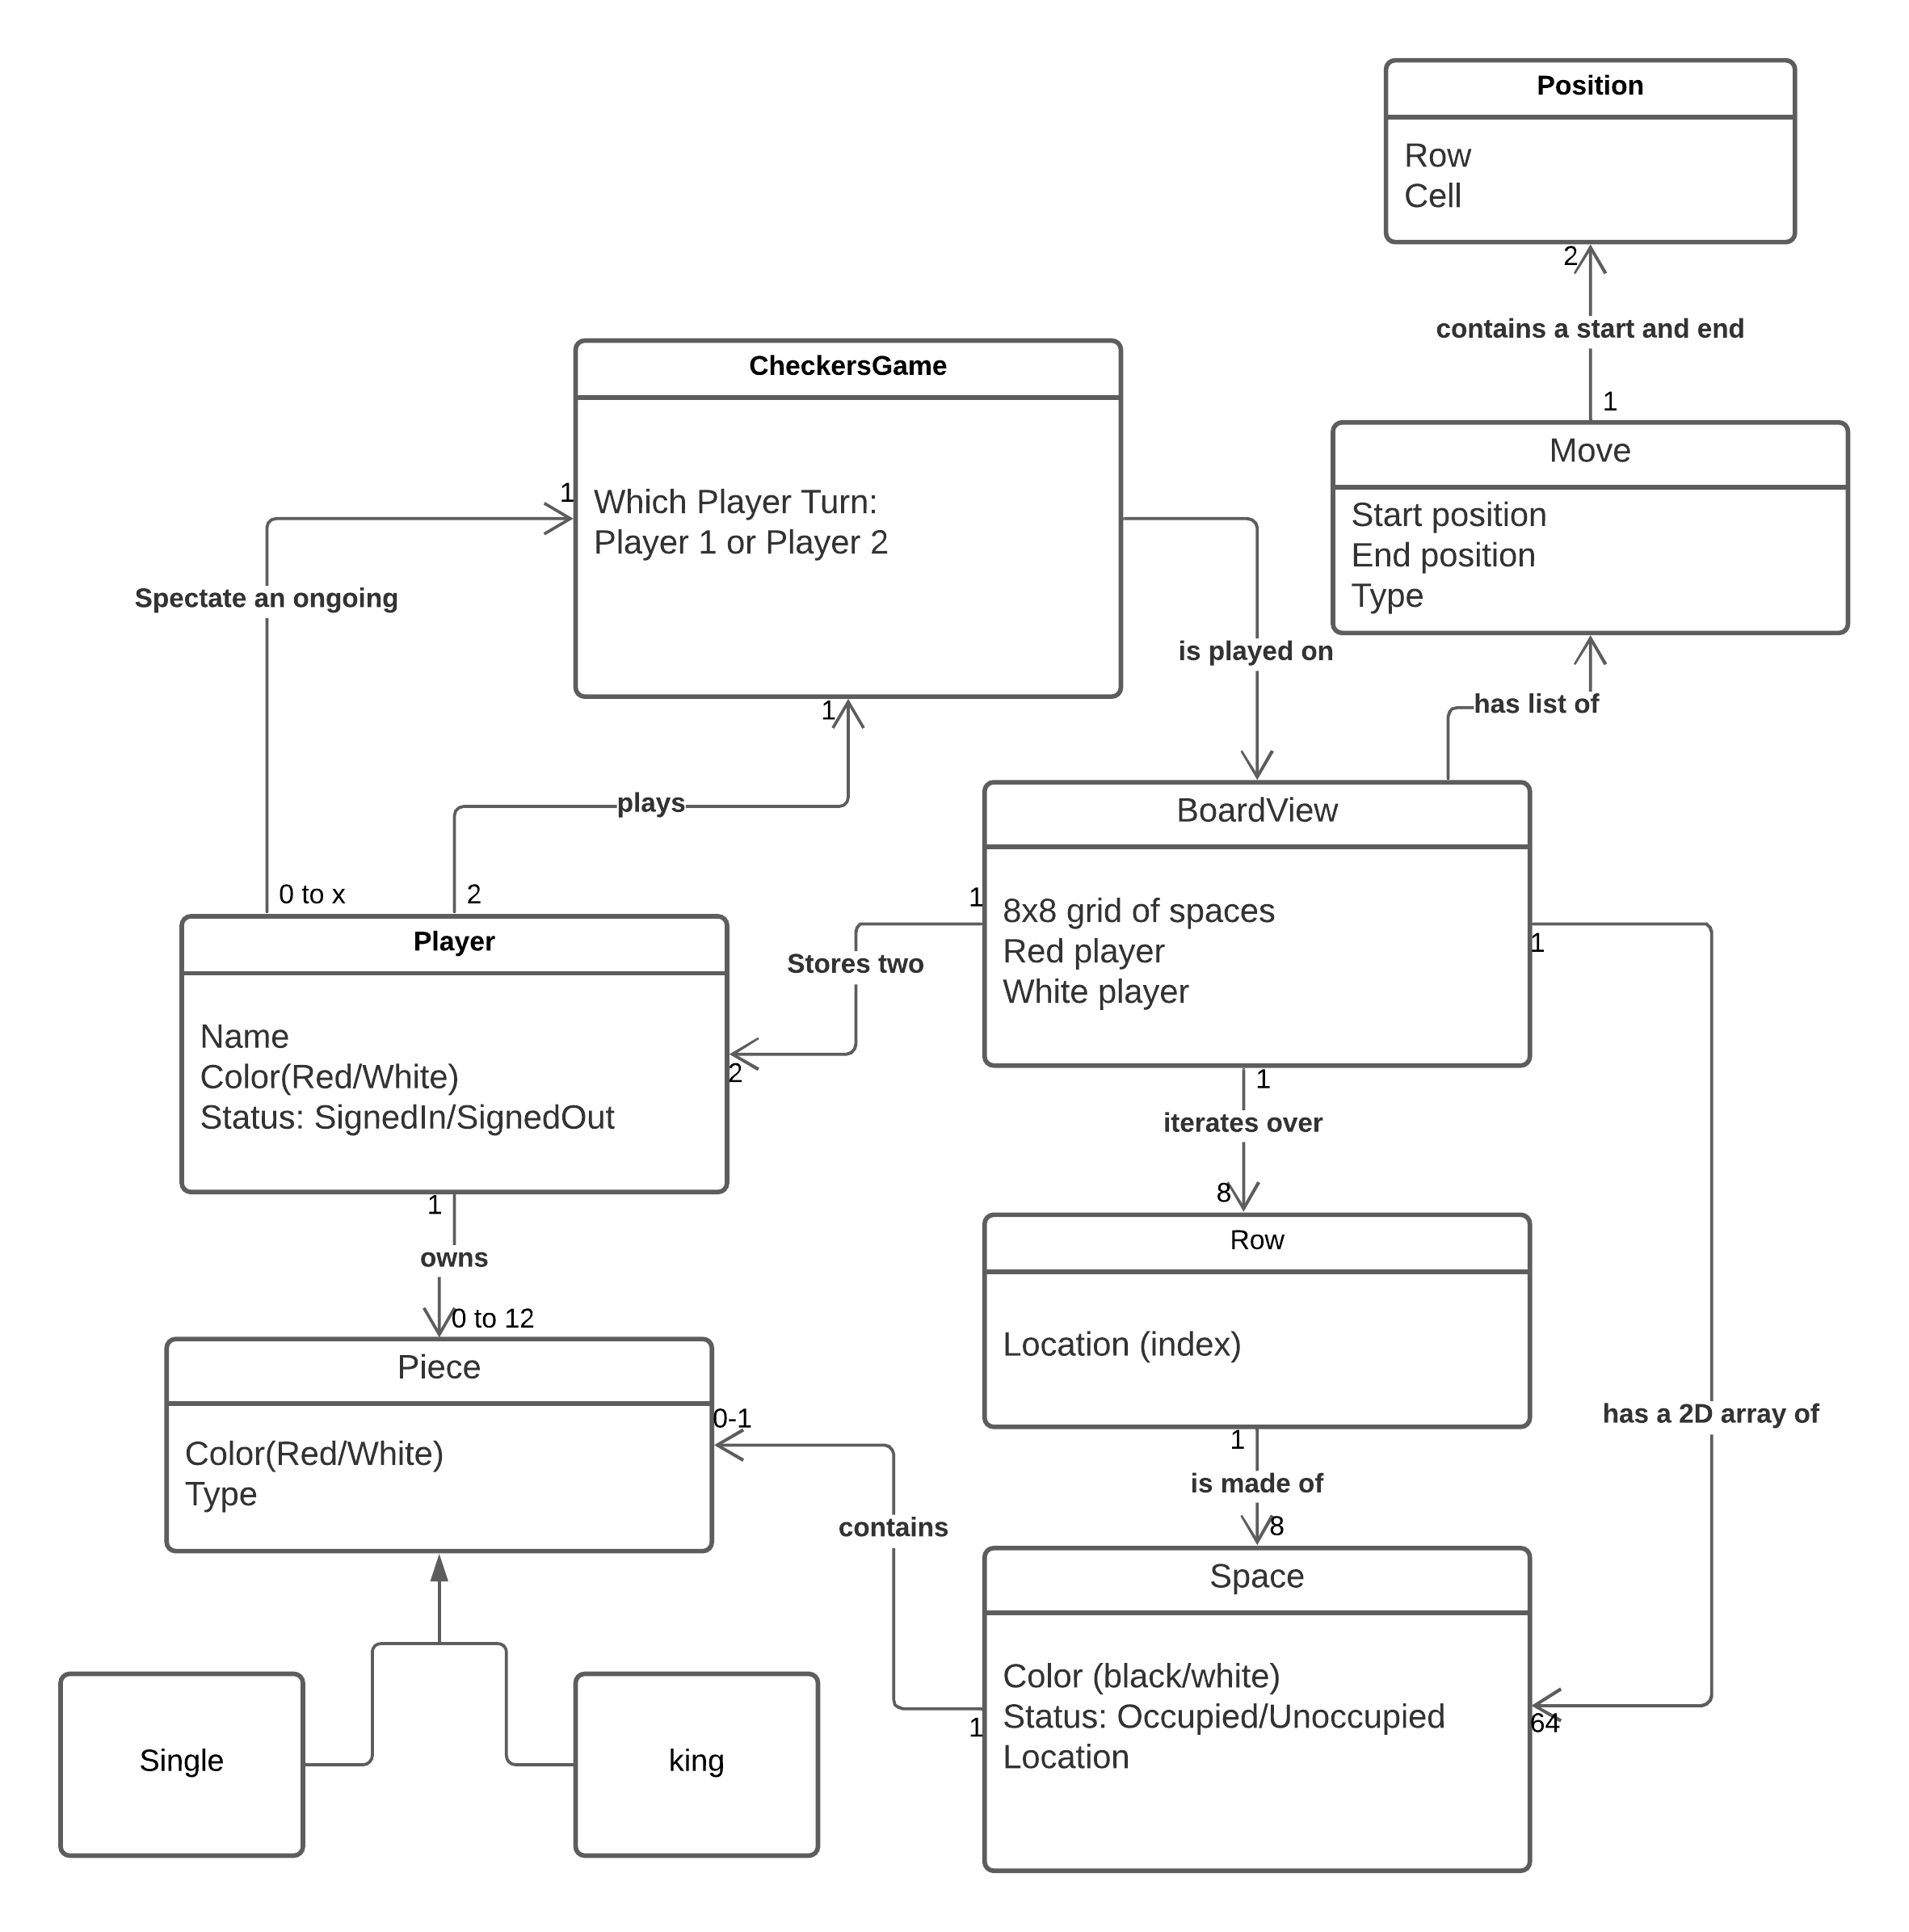 Position
Row
Cell
2
contains a start and end
1
Move
Start position
End position
Type
CheckersGame
Which Player Turn:
Player 1 or Player 2
1
Spectate an ongoing
is played on
has list of
1
plays
0 to x
2
Player
Name
Color(Red/White)
Status: SignedIn/SignedOut
BoardView
8x8 grid of spaces
Red player
White player
1
Stores two
2
1
1
iterates over
8
1
owns
0 to 12
Row
Location (index)
has a 2D array of
Piece
Color(Red/White)
Type
0-1
contains
1
is made of
8
Space
Color (black/white)
Status: Occupied/Unoccupied
Location
1
64
Single
king